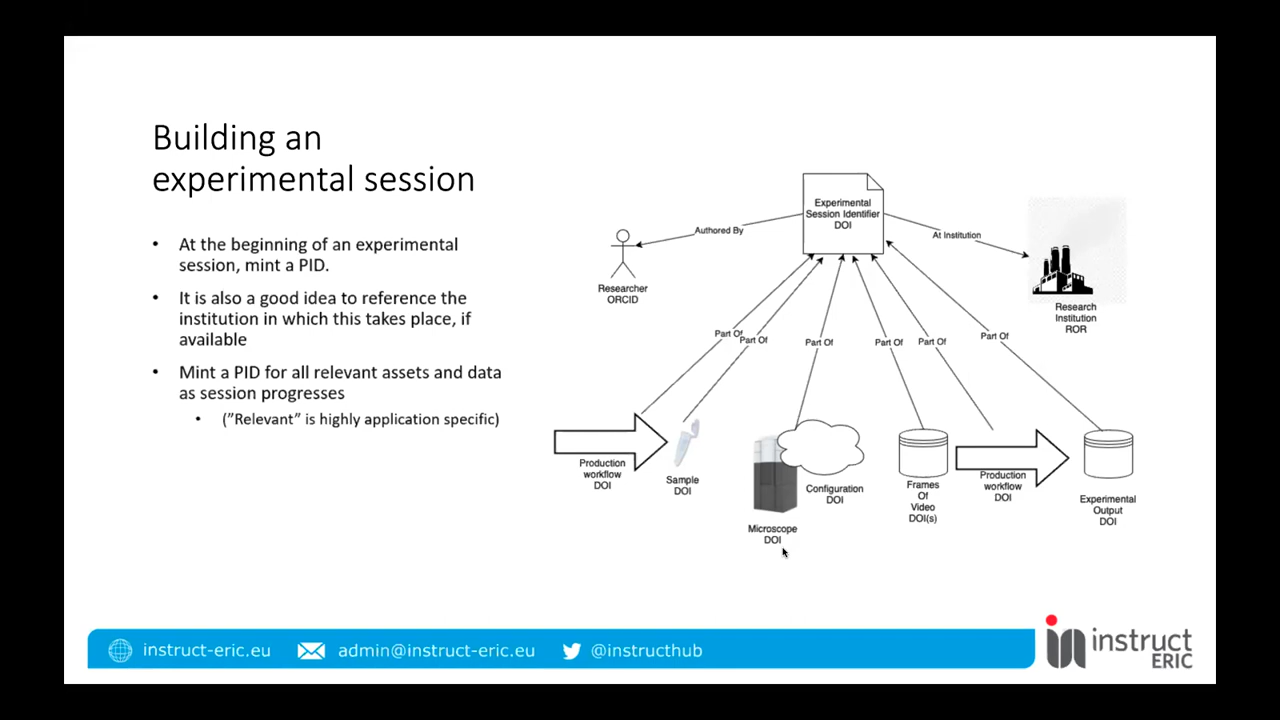 Building an
experimental session
• At the beginning of an experimental
session, mint a PID.
• It is also a good idea to reference the
institution in which this takes place, if
available
• Mint a PID for all relevant assets and data
as session progresses
• (”Relevant” is highly application specific)
Experimental
Session Identifier
DOI
Authored By
At Institution
Researcher
ORCID
Research
Institution
ROR
Part Of
Part Of
Part Of
Part Of
Part Of
Part Of
Production
workflow
DOI
Sample
DOI
Microscope
DOI
Configuration
DOI
Frames
Of
Video
DOI(s)
Production
workflow
DOI
Experimental
Output
DOI
instruct-eric.eu
admin@instruct-eric.eu
@instructhub
in instruct
ERIC